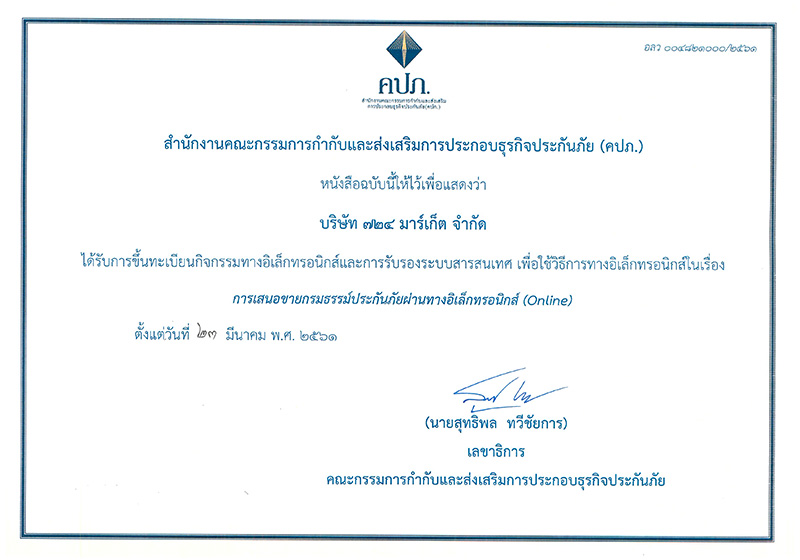 อลว ๐๐๔๘๒๑๐๐๐/๒๕๖๑
คปภ.
สำนักงานคณะกรรมการกำกับและส่งเสริม
การประกอบธุรกิจประกันภัย (คปภ.)
สำนักงานคณะกรรมการกำกับและส่งเสริมการประกอบธุรกิจประกันภัย (คปภ.)
หนังสือฉบับนี้ให้ไว้เพื่อแสดงว่า
บริษัท ๗๒๔ มาร์เก็ต จำกัด
ได้รับการขึ้นทะเบียนกิจกรรมทางอิเล็กทรอนิกส์และการรับรองระบบสารสนเทศ เพื่อใช้วิธีการทางอิเล็กทรอนิกส์ในเรื่อง
การเสนอขายกรมธรรม์ประกันภัยผ่านทางอิเล็กทรอนิกส์ (Online)
ตั้งแต่วันที่ ๒๓ มีนาคม พ.ศ. ๒๕๖๑
(นายสุทธิพล ทวีชัยการ)
เลขาธิการ
คณะกรรมการกำกับและส่งเสริมการประกอบธุรกิจประกันภัย